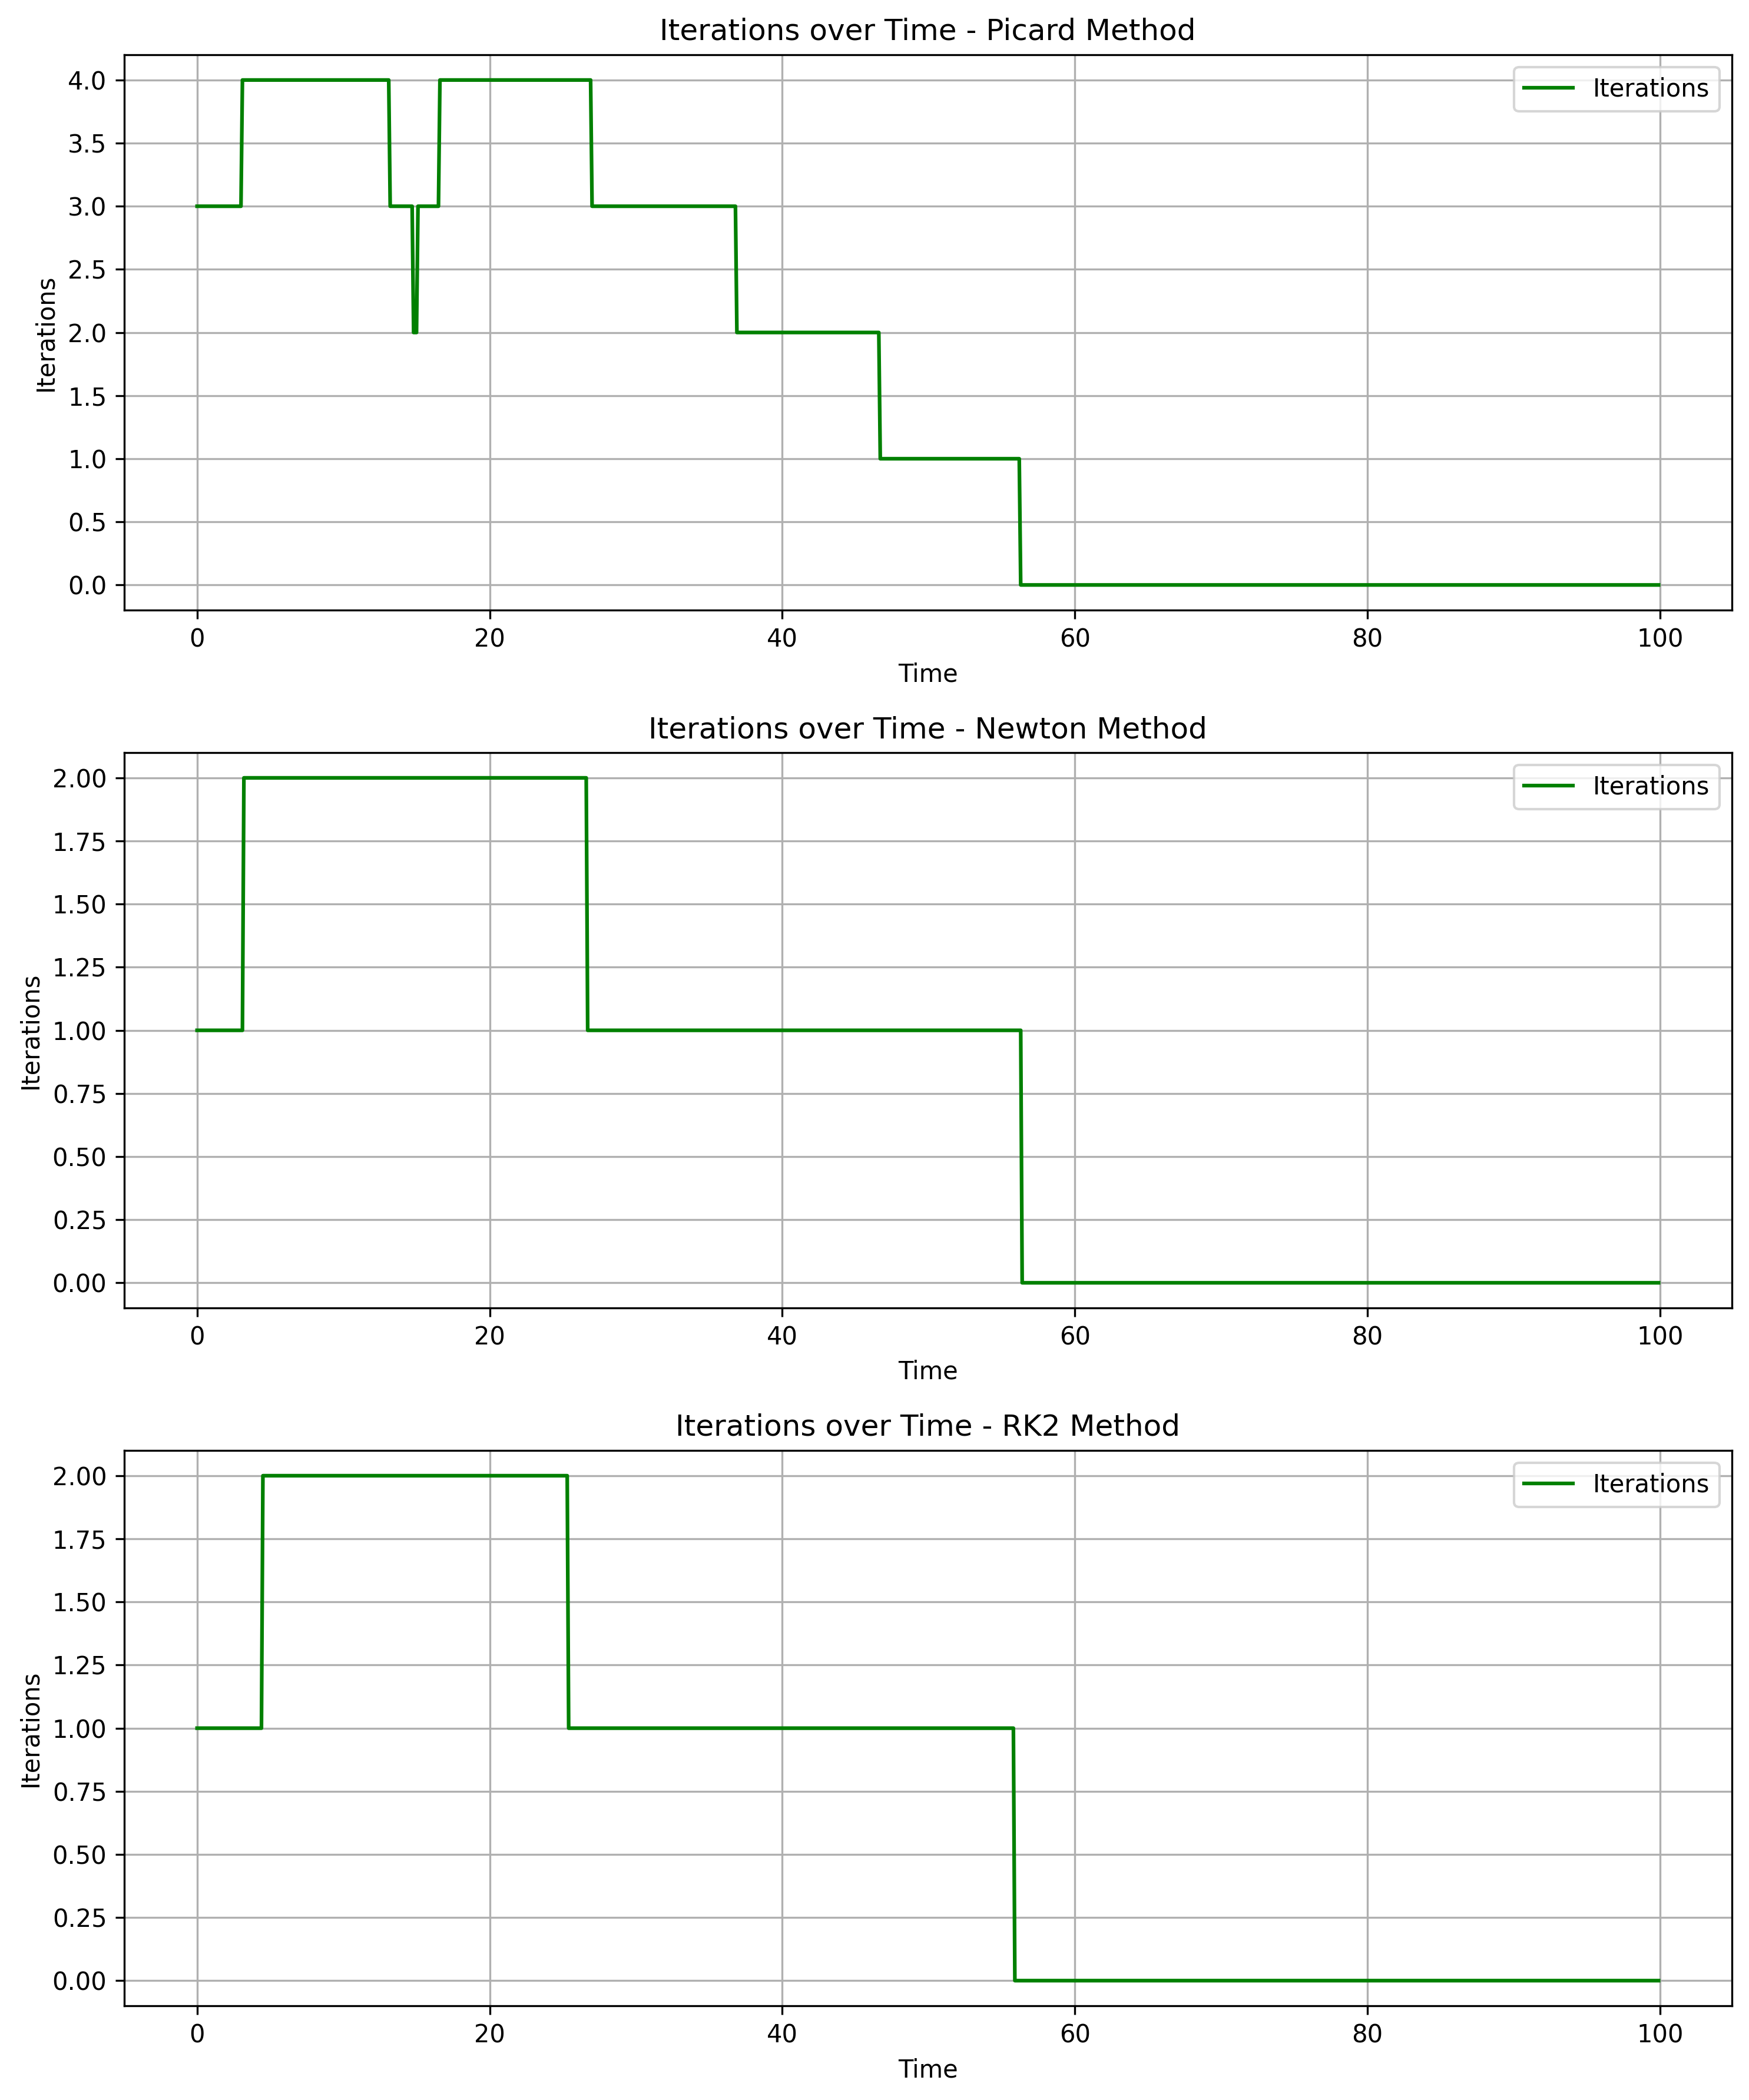 Iterations over Time - Picard Method
Iterations
4.0
3.5
3.0
2.5
2.0
1.5
1.0
0.5
0.0
Iterations
0 20 40 60 80 100
Time
Iterations over Time - Newton Method
Iterations
2.00
1.75
1.50
1.25
1.00
0.75
0.50
0.25
0.00
Iterations
0 20 40 60 80 100
Time
Iterations over Time - RK2 Method
Iterations
2.00
1.75
1.50
1.25
1.00
0.75
0.50
0.25
0.00
Iterations
0 20 40 60 80 100
Time